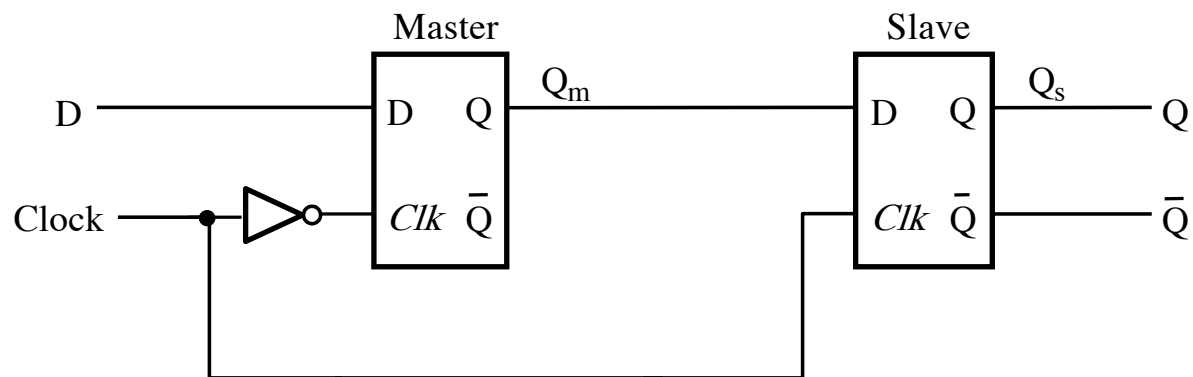 Master Slave
Q_m Q_s
D D Q D Q Q
Clock Clk Q̅ Clk Q̅ Q̅